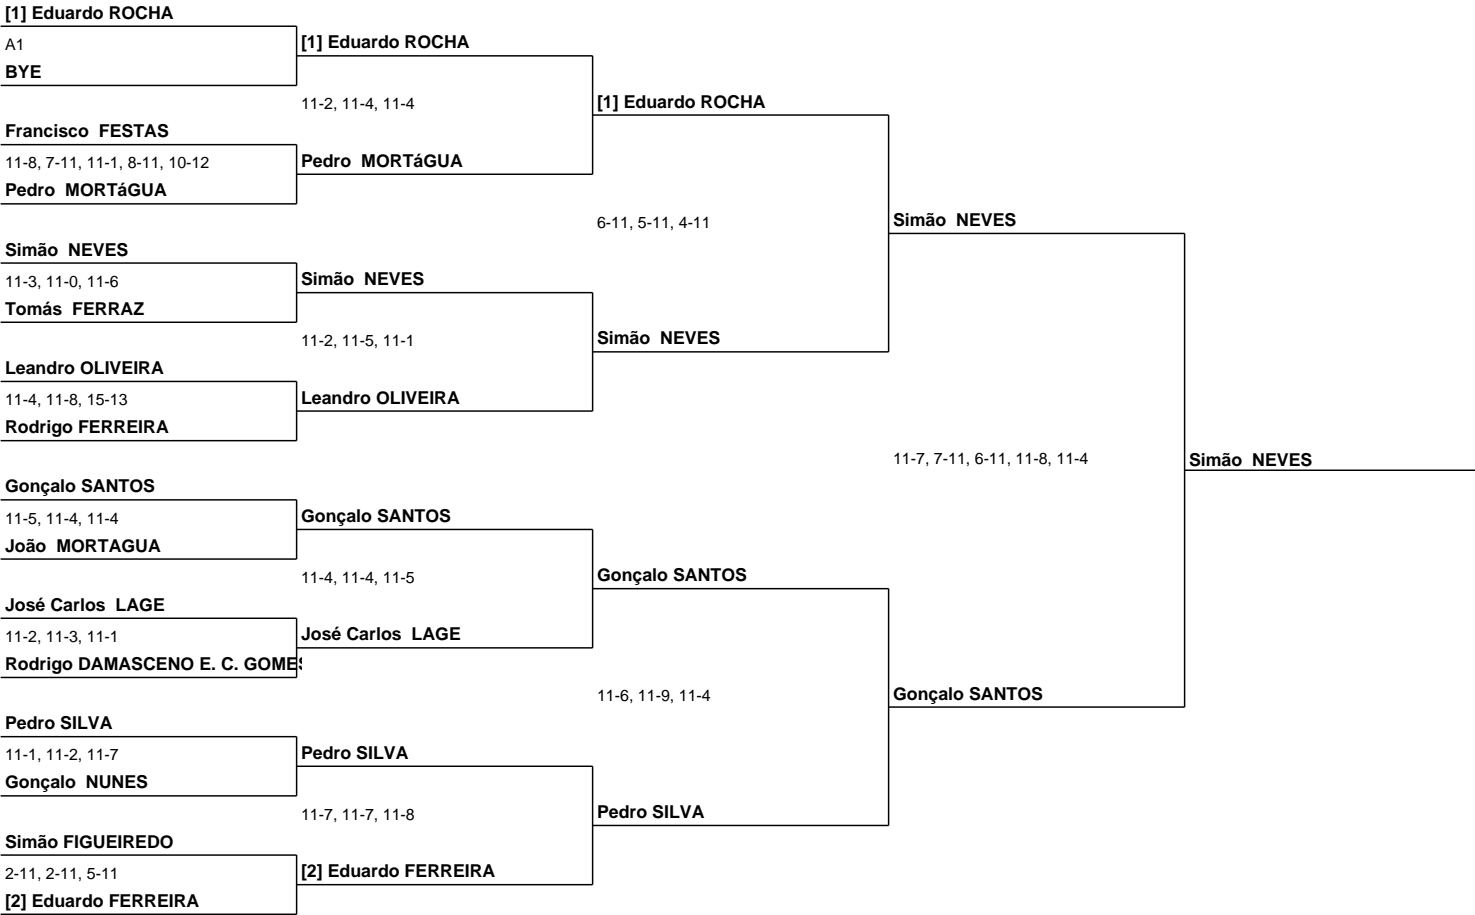 [1] Eduardo ROCHA
A1
BYE
Francisco  FESTAS
11-8, 7-11, 11-1, 8-11, 10-12
Pedro  MORTáGUA
Simão  NEVES
11-3, 11-0, 11-6
Tomás  FERRAZ
Leandro OLIVEIRA
11-4, 11-8, 15-13
Rodrigo FERREIRA
Gonçalo SANTOS
11-5, 11-4, 11-4
João  MORTAGUA
José Carlos  LAGE
11-2, 11-3, 11-1
Rodrigo DAMASCENO E. C. GOMES
Pedro SILVA
11-1, 11-2, 11-7
Gonçalo  NUNES
Simão FIGUEIREDO
2-11, 2-11, 5-11
[2] Eduardo FERREIRA
[1] Eduardo ROCHA
11-2, 11-4, 11-4
Pedro  MORTáGUA
Simão  NEVES
11-2, 11-5, 11-1
Leandro OLIVEIRA
Gonçalo SANTOS
11-4, 11-4, 11-5
José Carlos  LAGE
Pedro SILVA
11-7, 11-7, 11-8
[2] Eduardo FERREIRA
[1] Eduardo ROCHA
6-11, 5-11, 4-11
Simão  NEVES
Gonçalo SANTOS
11-6, 11-9, 11-4
Pedro SILVA
Simão  NEVES
11-7, 7-11, 6-11, 11-8, 11-4
Gonçalo SANTOS
Simão  NEVES